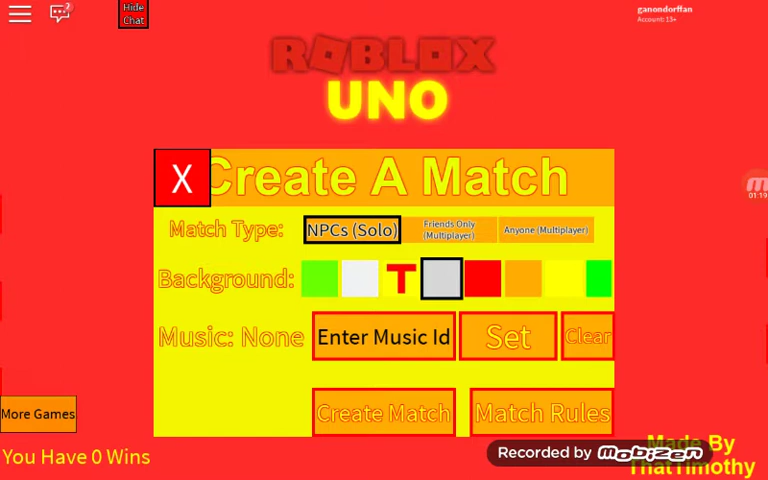 2
Hide
Chat
ganondorffan
Account: 13+
ROBLOX
UNO
X
Create A Match
Match Type:
NPCs (Solo)
Friends Only
(Multiplayer)
Anyone (Multiplayer)
01:19
Background:
T
Music: None
Enter Music Id
Set
Clear
More Games
Create Match
Match Rules
You Have 0 Wins
Recorded by Mobizen
Made By
ThatTimothy